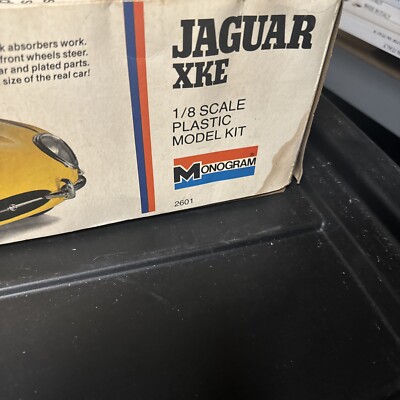 k absorbers work.
front wheels steer.
ar and plated parts.
size of the real car!
JAGUAR
XKE
1/8 SCALE
PLASTIC
MODEL KIT
MONOGRAM
2601